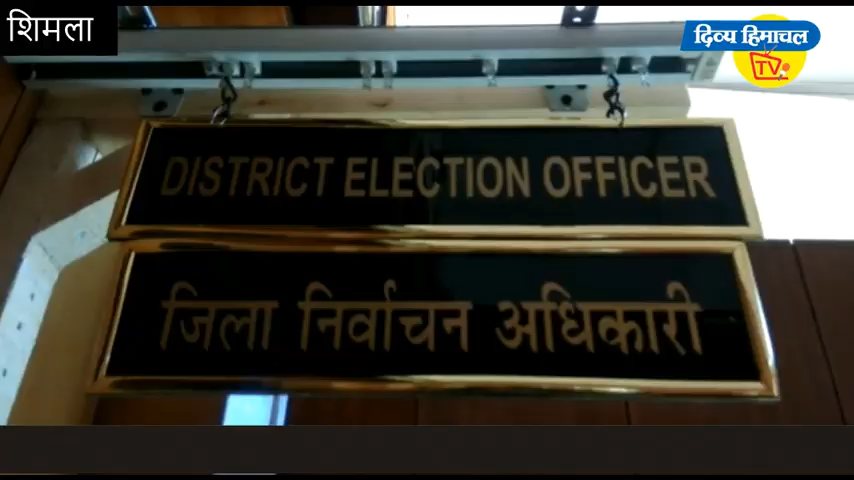 शिमला
दिव्य हिमाचल
TV
DISTRICT ELECTION OFFICER
जिला निर्वाचन अधिकारी